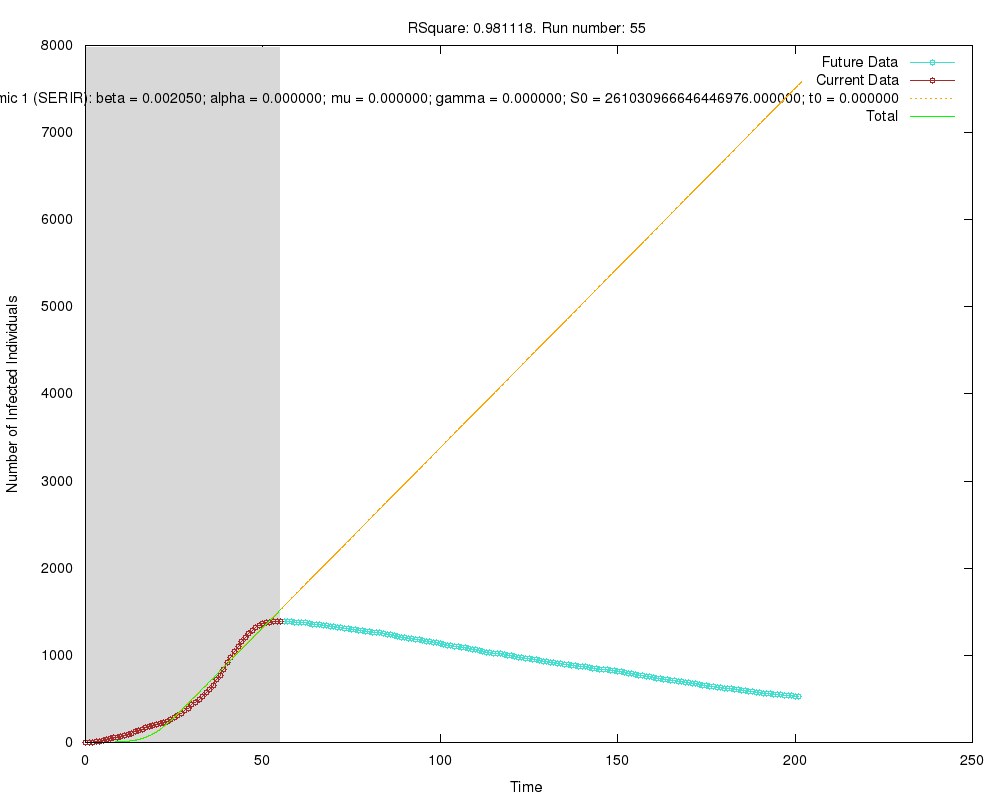 RSquare: 0.981118. Run number: 55
8000
7000
6000
5000
4000
3000
2000
1000
0
Number of Infected Individuals
Future Data
Current Data
mic 1 (SERIR): beta = 0.002050; alpha = 0.000000; mu = 0.000000; gamma = 0.000000; S0 = 261030966646446976.000000; t0 = 0.000000
Total
0 50 100 150 200 250
Time